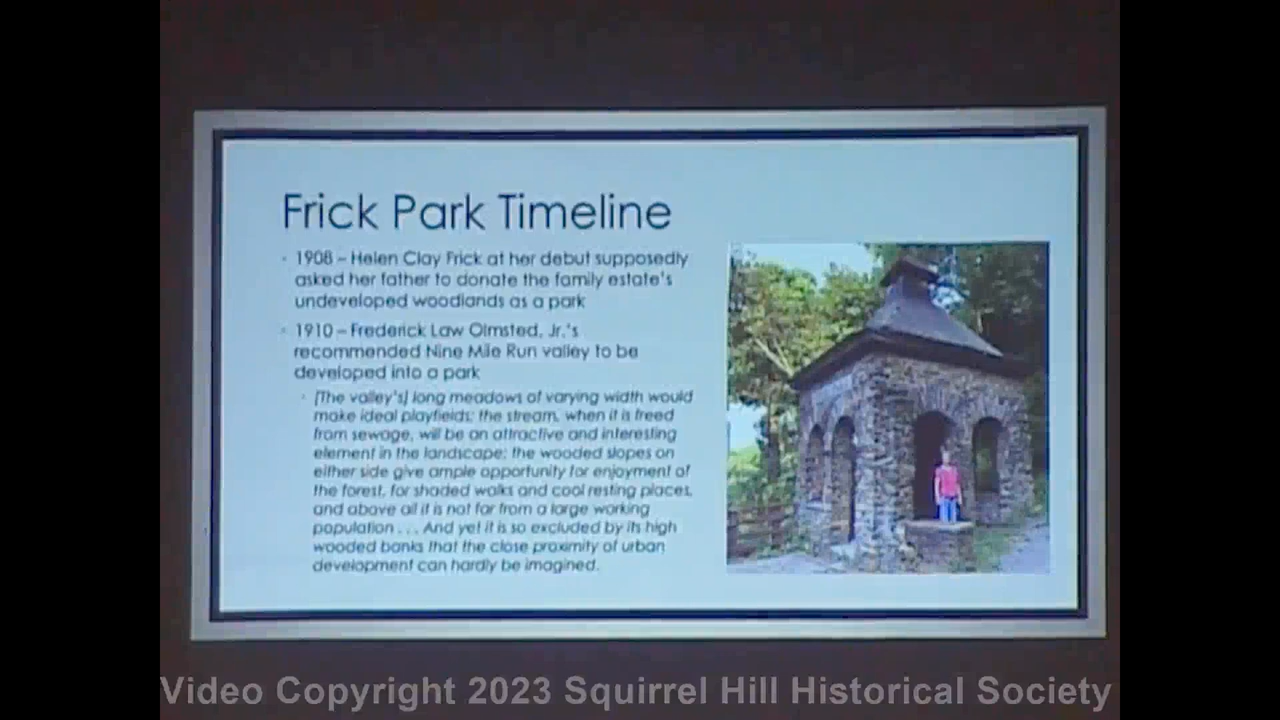 Frick Park Timeline
1908 – Helen Clay Frick at her debut supposedly
asked her father to donate the family estate's
undeveloped woodlands as a park
1910 – Frederick Law Olmsted, Jr.'s
recommended Nine Mile Run valley to be
developed into a park
[The valley's] long meadows of varying width would
make ideal playfields; the stream, when it is freed
from sewage, will be an attractive and interesting
element in the landscape; the wooded slopes on
either side give ample opportunity for enjoyment of
the forest, for shaded walks and cool resting places,
and above all it is not far from a large working
population . . . And yet it is so excluded by its high
wooded banks that the close proximity of urban
development can hardly be imagined.
Video Copyright 2023 Squirrel Hill Historical Society